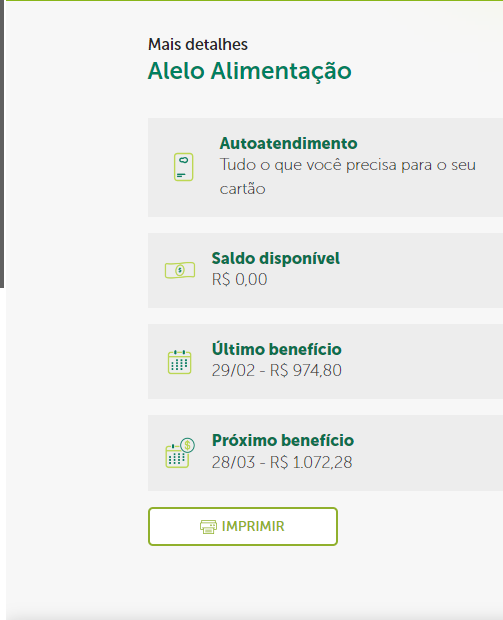 Mais detalhes
Alelo Alimentação
Autoatendimento
Tudo o que você precisa para o seu
cartão
Saldo disponível
R$ 0,00
Último benefício
29/02 - R$ 974,80
Próximo benefício
28/03 - R$ 1.072,28
IMPRIMIR